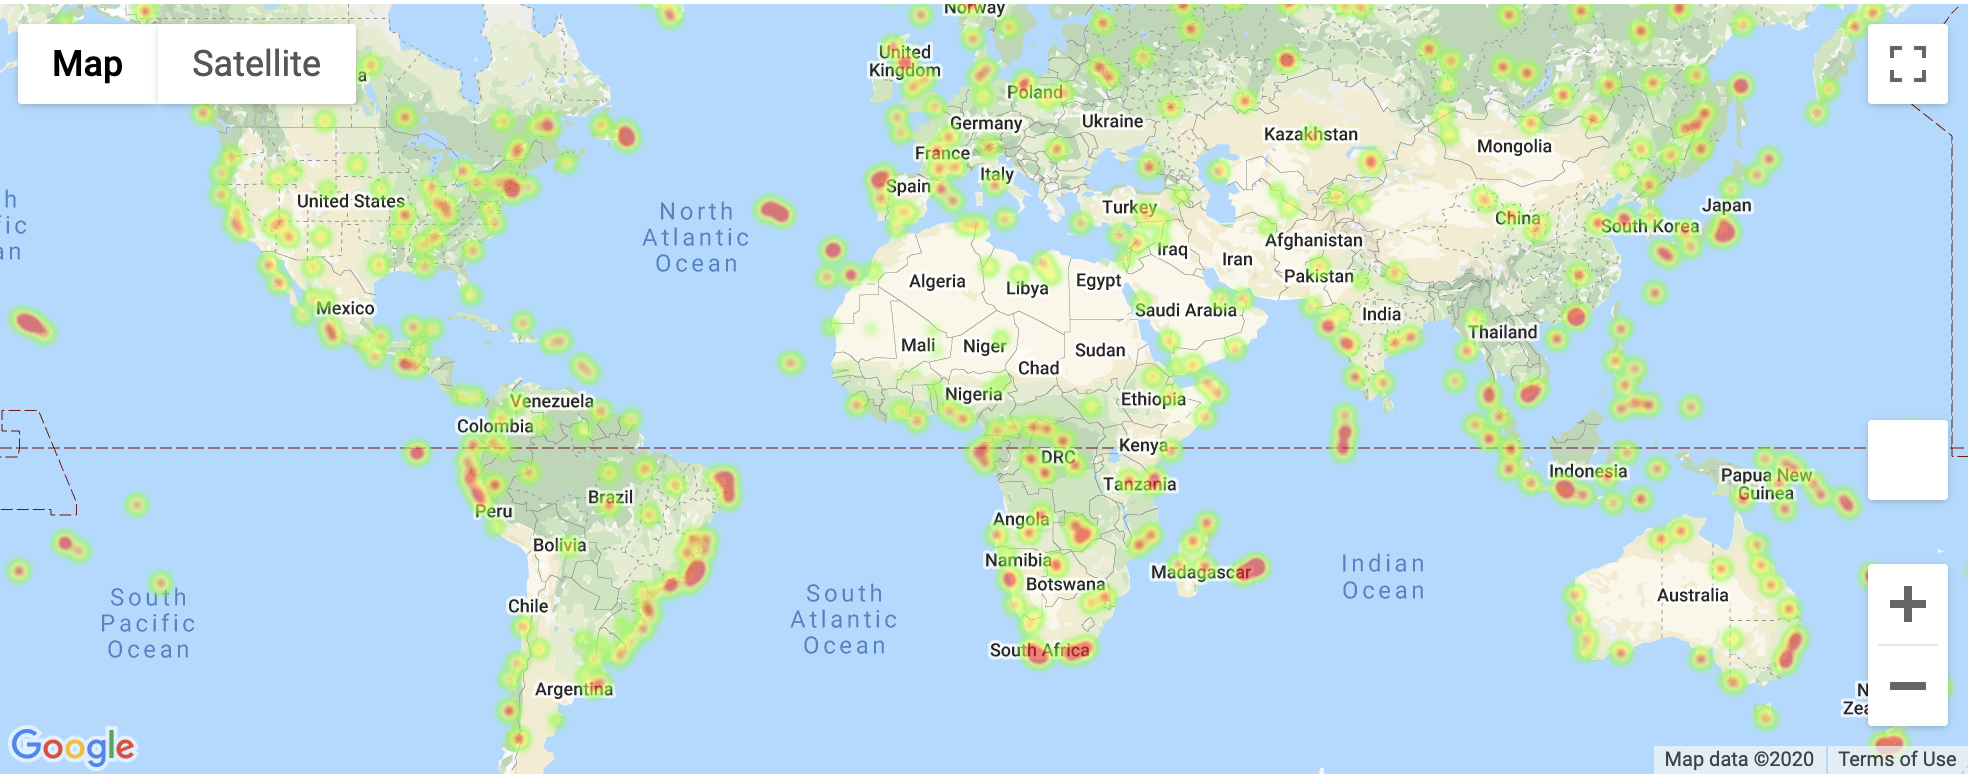 Map
Satellite
a
Norway
United
Kingdom
Poland
Germany
Ukraine
France
Italy
Spain
Turkey
Kazakhstan
Mongolia
United States
North
Atlantic
Ocean
China
South Korea
Japan
Afghanistan
Iraq
Iran
Pakistan
Algeria
Libya
Egypt
Saudi Arabia
India
Thailand
Mexico
Mali
Niger
Chad
Sudan
Nigeria
Ethiopia
Venezuela
Colombia
Kenya
DRC
Tanzania
Indonesia
Papua New
Guinea
Brazil
Peru
Angola
Bolivia
Namibia
Botswana
Madagascar
Indian
Ocean
Australia
Chile
South
Pacific
Ocean
South
Atlantic
Ocean
South Africa
Argentina
N
Zea
h
ic
an
Google
Map data ©2020
Terms of Use